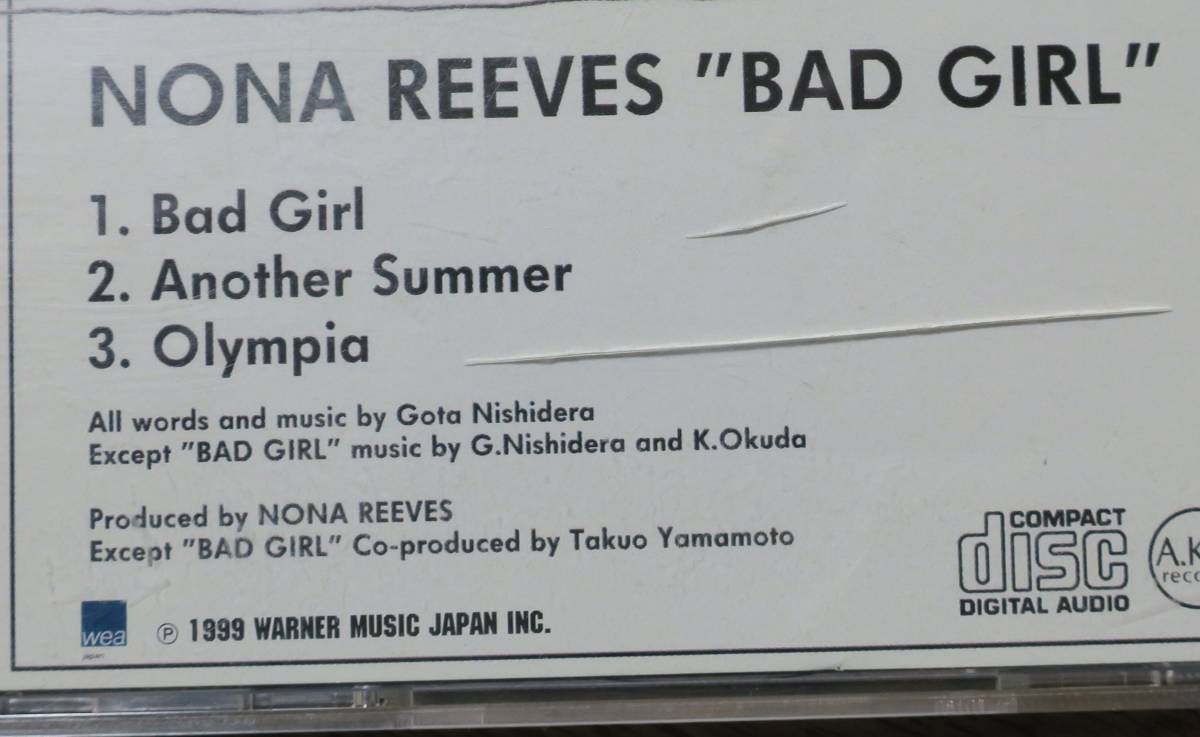 NONA REEVES "BAD GIRL"
1. Bad Girl
2. Another Summer
3. Olympia
All words and music by Gota Nishidera
Except "BAD GIRL" music by G.Nishidera and K.Okuda
Produced by NONA REEVES
Except "BAD GIRL" Co-produced by Takuo Yamamoto
COMPACT
disc
DIGITAL AUDIO
wea
japan
℗ 1999 WARNER MUSIC JAPAN INC.